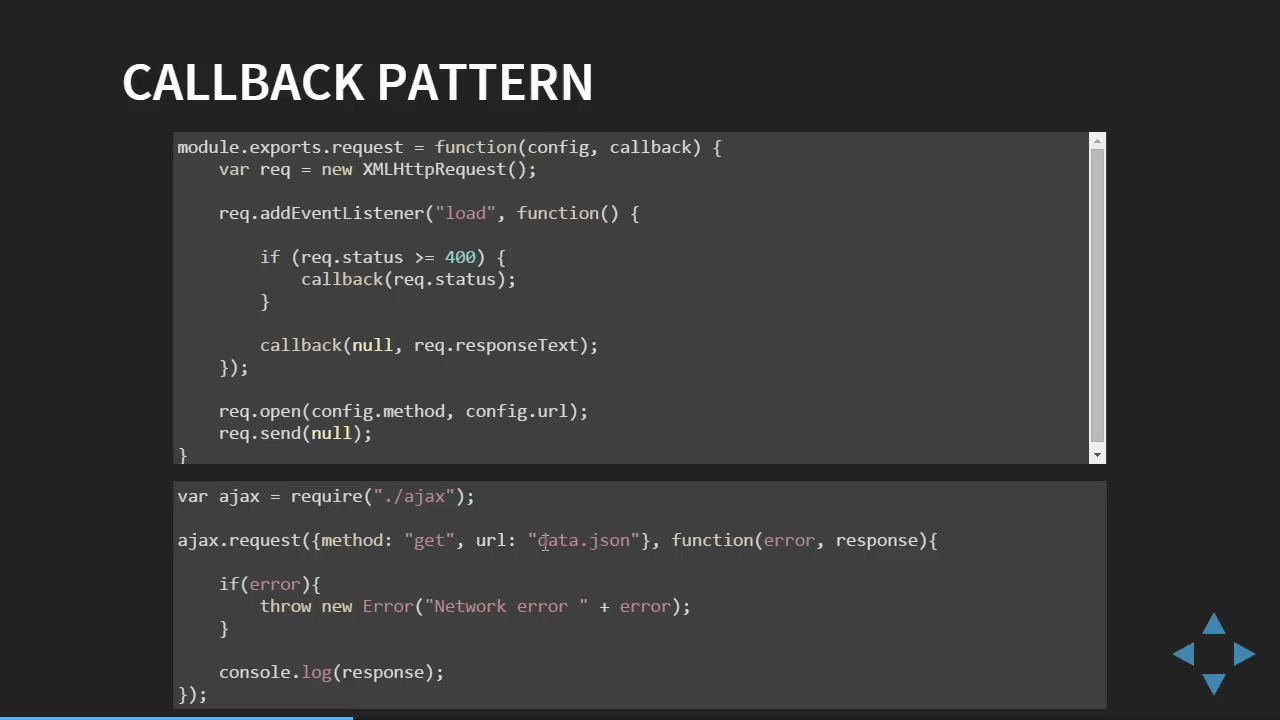 CALLBACK PATTERN
module.exports.request = function(config, callback) {
var req = new XMLHttpRequest();
req.addEventListener("load", function() {
if (req.status >= 400) {
callback(req.status);
}
callback(null, req.responseText);
});
req.open(config.method, config.url);
req.send(null);
}
var ajax = require("./ajax");
ajax.request({method: "get", url: "data.json"}, function(error, response){
if(error){
throw new Error("Network error " + error);
}
console.log(response);
});